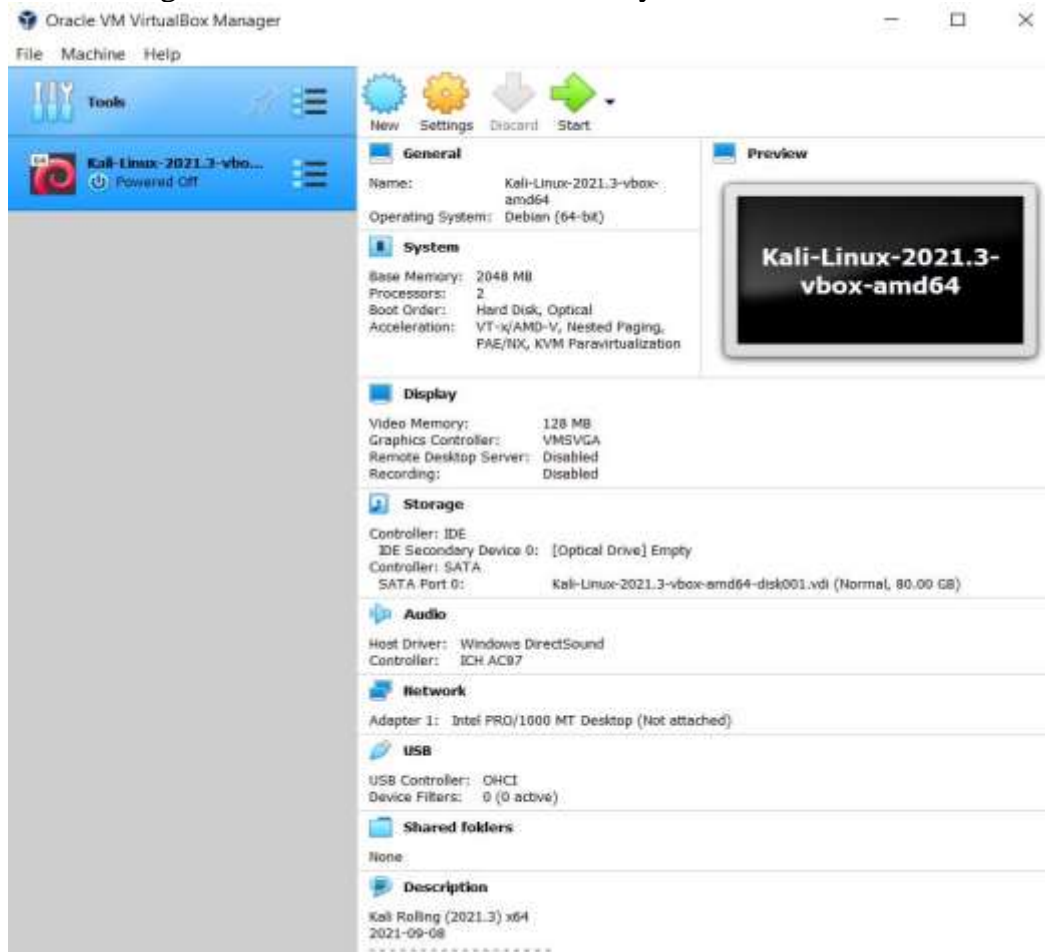 Oracle VM VirtualBox Manager
File Machine Help
Tools
New Settings Discard Start
Kali-Linux-2021.3-vbo...
Powered Off
General
Name: Kali-Linux-2021.3-vbox-
amd64
Operating System: Debian (64-bit)
System
Base Memory: 2048 MB
Processors: 2
Boot Order: Hard Disk, Optical
Acceleration: VT-x/AMD-V, Nested Paging,
PAE/NX, KVM Paravirtualization
Preview
Kali-Linux-2021.3-
vbox-amd64
Display
Video Memory: 128 MB
Graphics Controller: VMSVGA
Remote Desktop Server: Disabled
Recording: Disabled
Storage
Controller: IDE
IDE Secondary Device 0: [Optical Drive] Empty
Controller: SATA
SATA Port 0: Kali-Linux-2021.3-vbox-amd64-disk001.vdi (Normal, 80.00 GB)
Audio
Host Driver: Windows DirectSound
Controller: ICH AC97
Network
Adapter 1: Intel PRO/1000 MT Desktop (Not attached)
USB
USB Controller: OHCI
Device Filters: 0 (0 active)
Shared folders
None
Description
Kali Rolling (2021.3) x64
2021-09-08